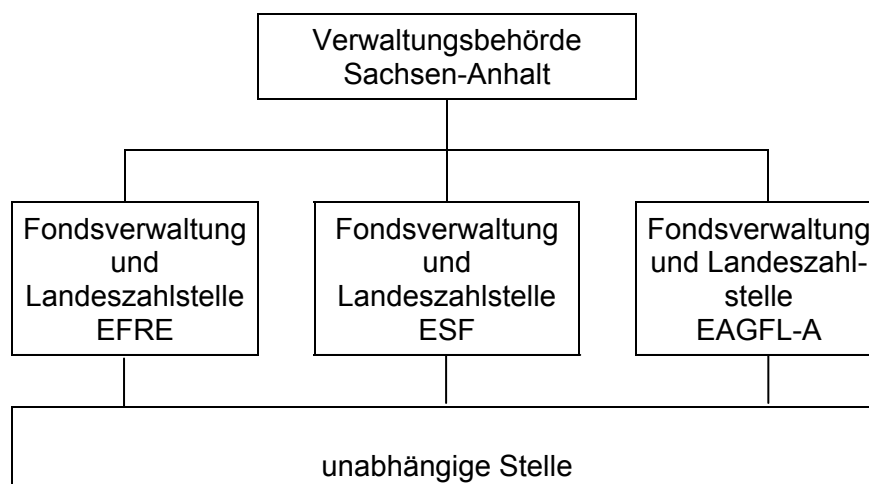 Verwaltungsbehörde
Sachsen-Anhalt
Fondsverwaltung
und
Landeszahlstelle
EFRE
Fondsverwaltung
und
Landeszahlstelle
ESF
Fondsverwaltung
und Landeszahl-
stelle
EAGFL-A
unabhängige Stelle